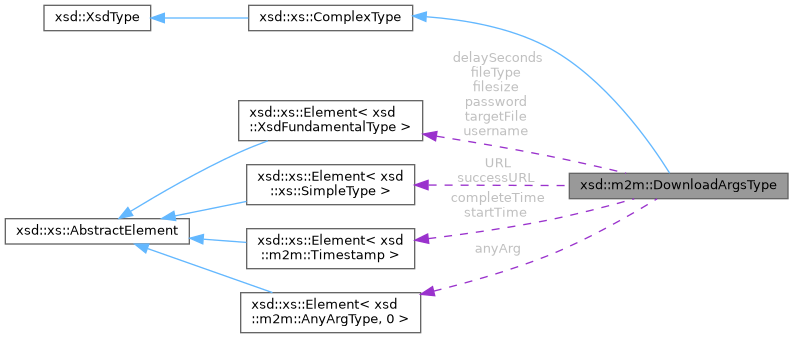 xsd::XsdType
xsd::xs::ComplexType
delaySeconds
fileType
filesize
password
targetFile
username
xsd::xs::Element< xsd
::XsdFundamentalType >
URL
successURL
xsd::xs::Element< xsd
::xs::SimpleType >
xsd::m2m::DownloadArgsType
completeTime
startTime
xsd::xs::AbstractElement
xsd::xs::Element< xsd
::m2m::Timestamp >
anyArg
xsd::xs::Element< xsd
::m2m::AnyArgType, 0 >